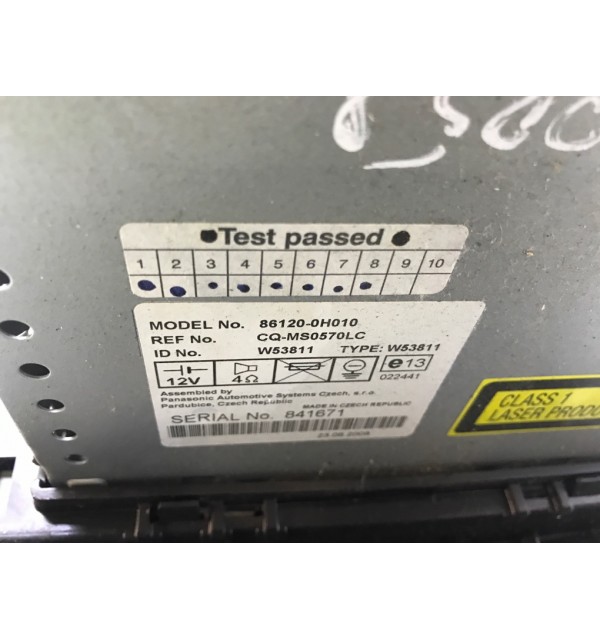 Test passed
1 2 3 4 5 6 7 8 9 10
MODEL No. 86120-0H010
REF No. CQ-MS0570LC
ID No. W53811 TYPE: W53811
12V 4Ω e13
022441
Assembled by
Panasonic Automotive Systems Czech, s.r.o.
Pardubice, Czech Republic MADE IN CZECH REPUBLIC
SERIAL No. 841671
CLASS 1
LASER PRODU